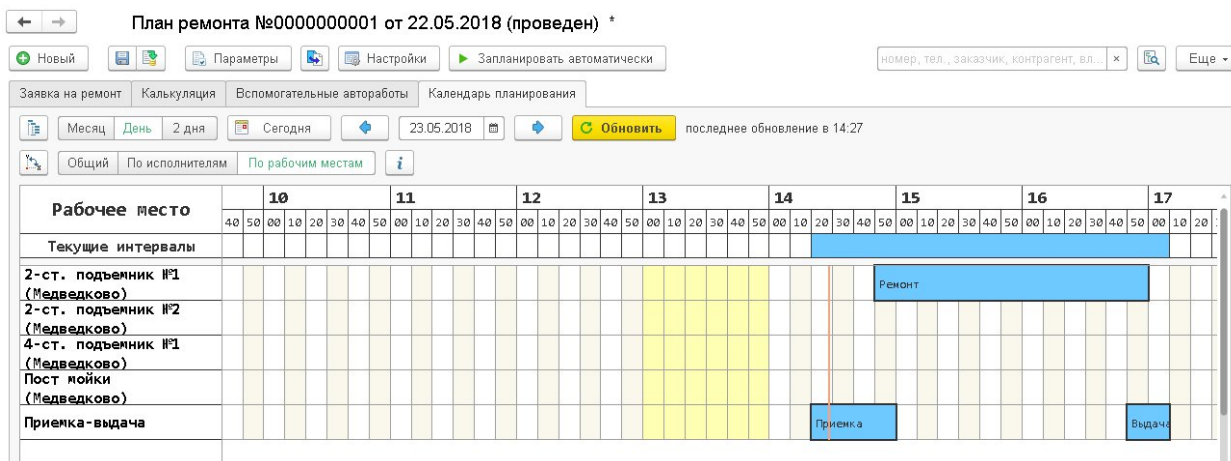 План ремонта №0000000001 от 22.05.2018 (проведен) *
Новый Параметры Настройки Запланировать автоматически номер, тел., заказчик, контрагент, вл... × Еще
Заявка на ремонт Калькуляция Вспомогательные автоработы Календарь планирования
Месяц День 2 дня Сегодня 23.05.2018 Обновить последнее обновление в 14:27
Общий По исполнителям По рабочим местам i
Рабочее место 10 11 12 13 14 15 16 17
40 50 00 10 20 30 40 50 00 10 20 30 40 50 00 10 20 30 40 50 00 10 20 30 40 50 00 10 20 30 40 50 00 10 20 30 40 50 00 10 20 30 40 50 00 10 20
Текущие интервалы
2-ст. подъемник №1
(Медведково)
Ремонт
2-ст. подъемник №2
(Медведково)
4-ст. подъемник №1
(Медведково)
Пост мойки
(Медведково)
Приемка-выдача Приемка Выдача